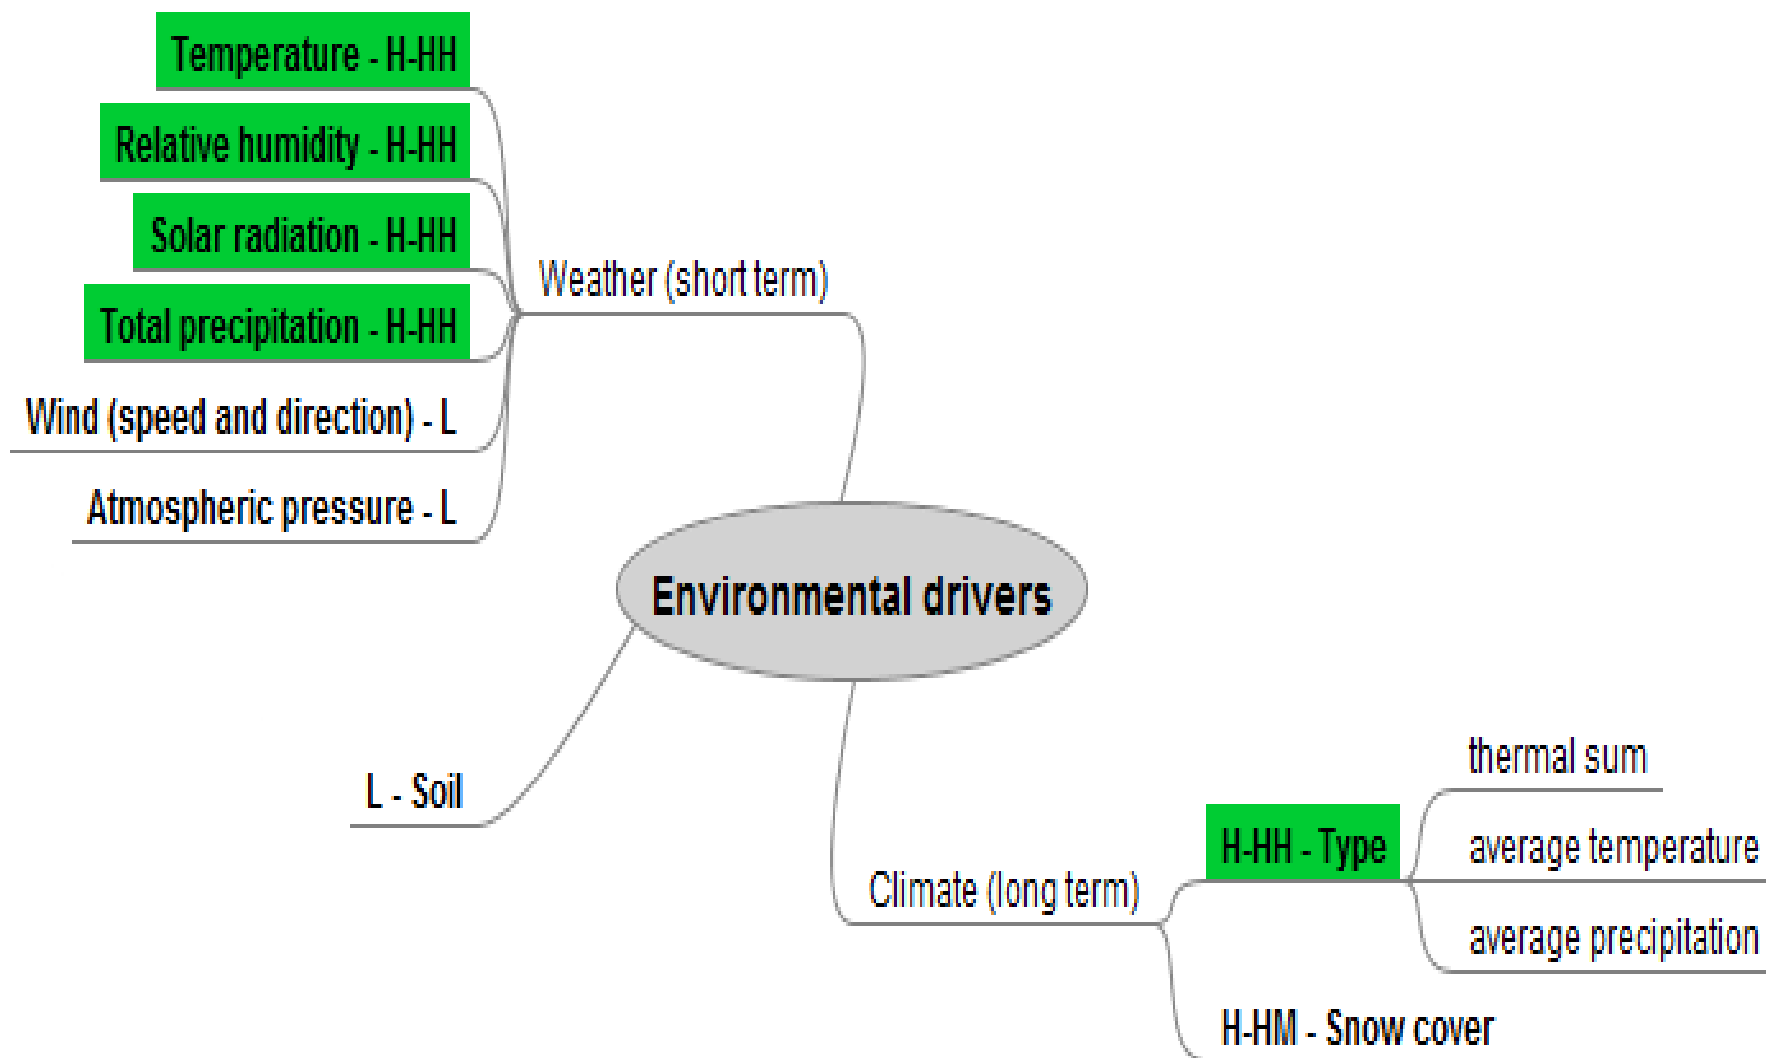 Temperature - H-HH
Relative humidity - H-HH
Solar radiation - H-HH
Total precipitation - H-HH
Wind (speed and direction) - L
Atmospheric pressure - L
Weather (short term)
Environmental drivers
L - Soil
Climate (long term)
H-HH - Type
thermal sum
average temperature
average precipitation
H-HM - Snow cover